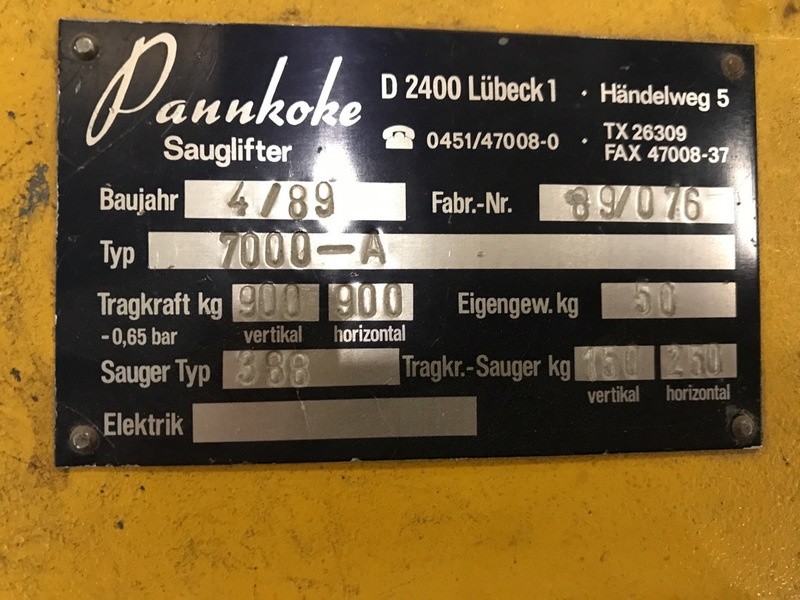 Pannkoke D 2400 Lübeck 1 · Händelweg 5
Sauglifter ☎ 0451/47008-0 · TX 26309
FAX 47008-37
Baujahr 4/89 Fabr.-Nr. 89/076
Typ 7000-A
Tragkraft kg 900 900 Eigengew. kg 50
-0,65 bar vertikal horizontal
Sauger Typ 388 Tragkr.-Sauger kg 150 250
vertikal horizontal
Elektrik